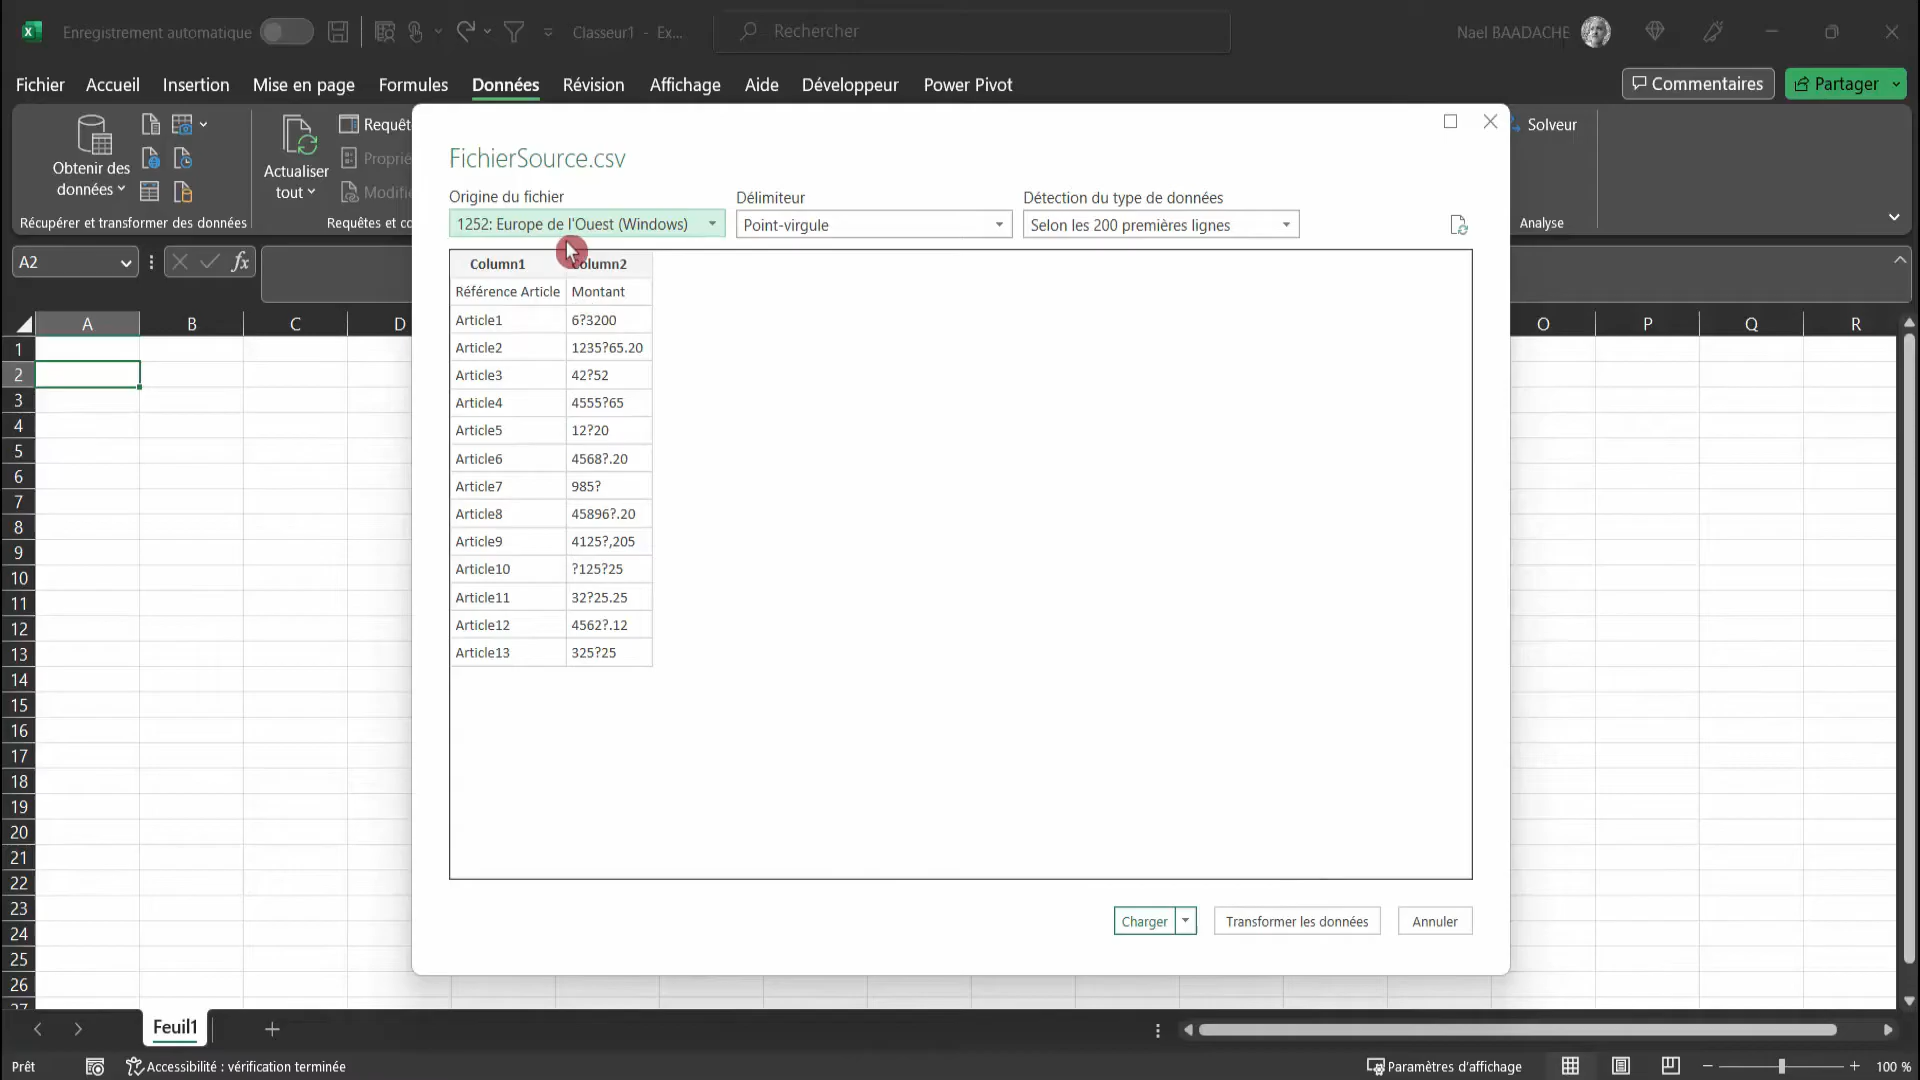 Enregistrement automatique
Classeur1 - Ex...
Rechercher
Nael BAADACHE
Fichier Accueil Insertion Mise en page Formules Données Révision Affichage Aide Développeur Power Pivot
Commentaires
Partager
Obtenir des données
Récupérer et transformer des données
Actualiser tout
Requêt
Proprié
Modifi
Requêtes et co
Solveur
Analyse
A2
fx
FichierSource.csv
Origine du fichier
1252: Europe de l'Ouest (Windows)
Délimiteur
Point-virgule
Détection du type de données
Selon les 200 premières lignes
Column1 Column2
Référence Article Montant
Article1 6?3200
Article2 1235?65.20
Article3 42?52
Article4 4555?65
Article5 12?20
Article6 4568?.20
Article7 985?
Article8 45896?.20
Article9 4125?,205
Article10 ?125?25
Article11 32?25.25
Article12 4562?.12
Article13 325?25
Charger
Transformer les données
Annuler
A B C D O P Q R
1
2
3
4
5
6
7
8
9
10
11
12
13
14
15
16
17
18
19
20
21
22
23
24
25
26
27
Feuil1
Prêt
Accessibilité : vérification terminée
Paramètres d'affichage
100 %